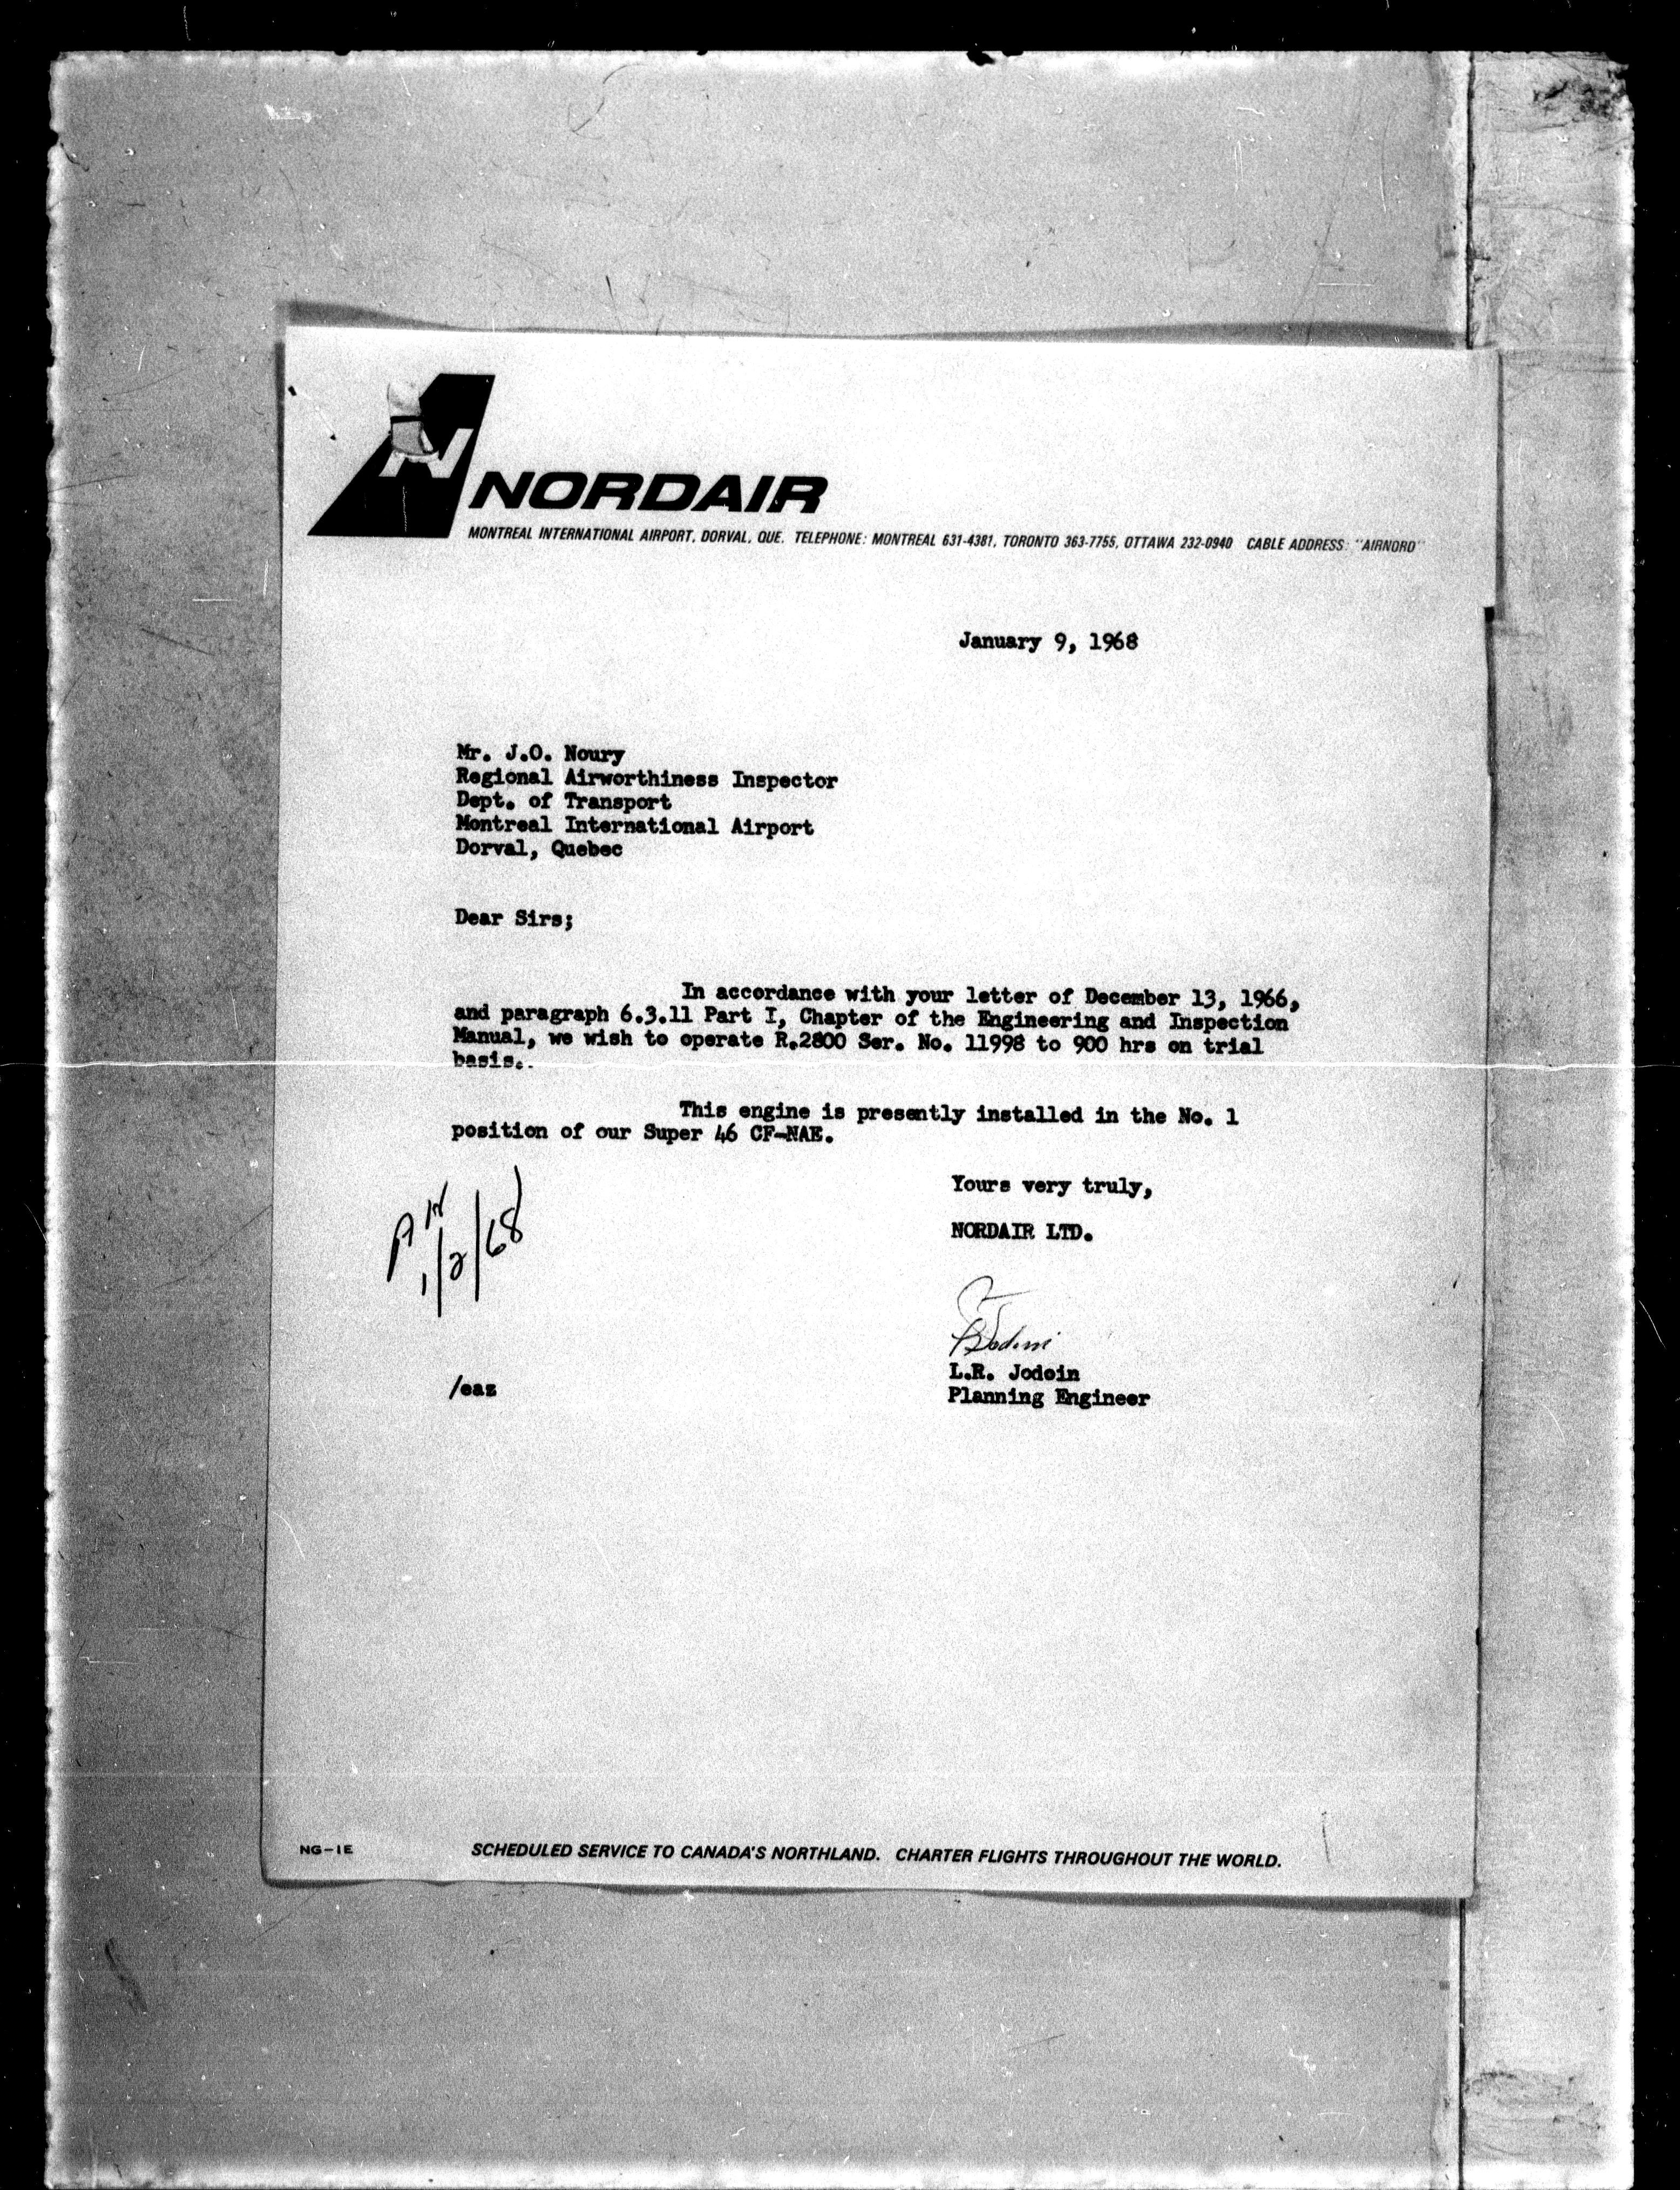 N
NORDAIR
MONTREAL INTERNATIONAL AIRPORT, DORVAL, QUE. TELEPHONE: MONTREAL 631-4381, TORONTO 363-7755, OTTAWA 232-0940 CABLE ADDRESS: "AIRNORD"
January 9, 1968
Mr. J.O. Noury
Regional Airworthiness Inspector
Dept. of Transport
Montreal International Airport
Dorval, Quebec
Dear Sirs;
In accordance with your letter of December 13, 1966,
and paragraph 6.3.11 Part I, Chapter of the Engineering and Inspection
Manual, we wish to operate R.2800 Ser. No. 11998 to 900 hrs on trial
basis..
This engine is presently installed in the No. 1
position of our Super 46 CF-NAE.
Yours very truly,
NORDAIR LTD.
1/2/68
L.R. Jodoin
Planning Engineer
/eaz
NG-1E
SCHEDULED SERVICE TO CANADA'S NORTHLAND. CHARTER FLIGHTS THROUGHOUT THE WORLD.